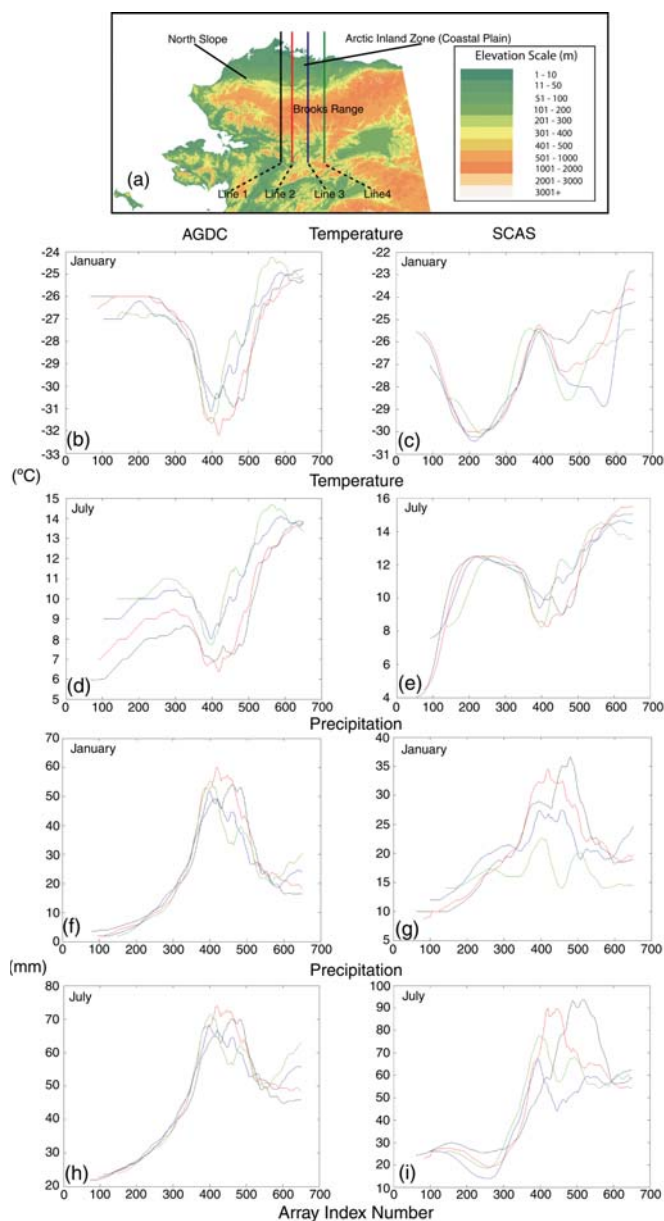 North Slope
Arctic Inland Zone (Coastal Plain)
Elevation Scale (m)
1 - 10
11 - 50
51 - 100
101 - 200
201 - 300
301 - 400
401 - 500
501 - 1000
1001 - 2000
2001 - 3000
3001+
Brooks Range
(a)
Line 1 Line 2 Line 3 Line4
AGDC Temperature SCAS
January
-24
-25
-26
-27
-28
-29
-30
-31
-32
-33
(b)
0 100 200 300 400 500 600 700
January
-22
-23
-24
-25
-26
-27
-28
-29
-30
-31
(c)
0 100 200 300 400 500 600 700
(ºC)
Temperature
July
15
14
13
12
11
10
9
8
7
6
5
(d)
0 100 200 300 400 500 600 700
July
16
14
12
10
8
6
4
(e)
0 100 200 300 400 500 600 700
Precipitation
January
70
60
50
40
30
20
10
0
(f)
0 100 200 300 400 500 600 700
January
40
35
30
25
20
15
10
5
(g)
0 100 200 300 400 500 600 700
(mm)
Precipitation
July
80
70
60
50
40
30
20
(h)
0 100 200 300 400 500 600 700
July
100
90
80
70
60
50
40
30
20
10
(i)
0 100 200 300 400 500 600 700
Array Index Number